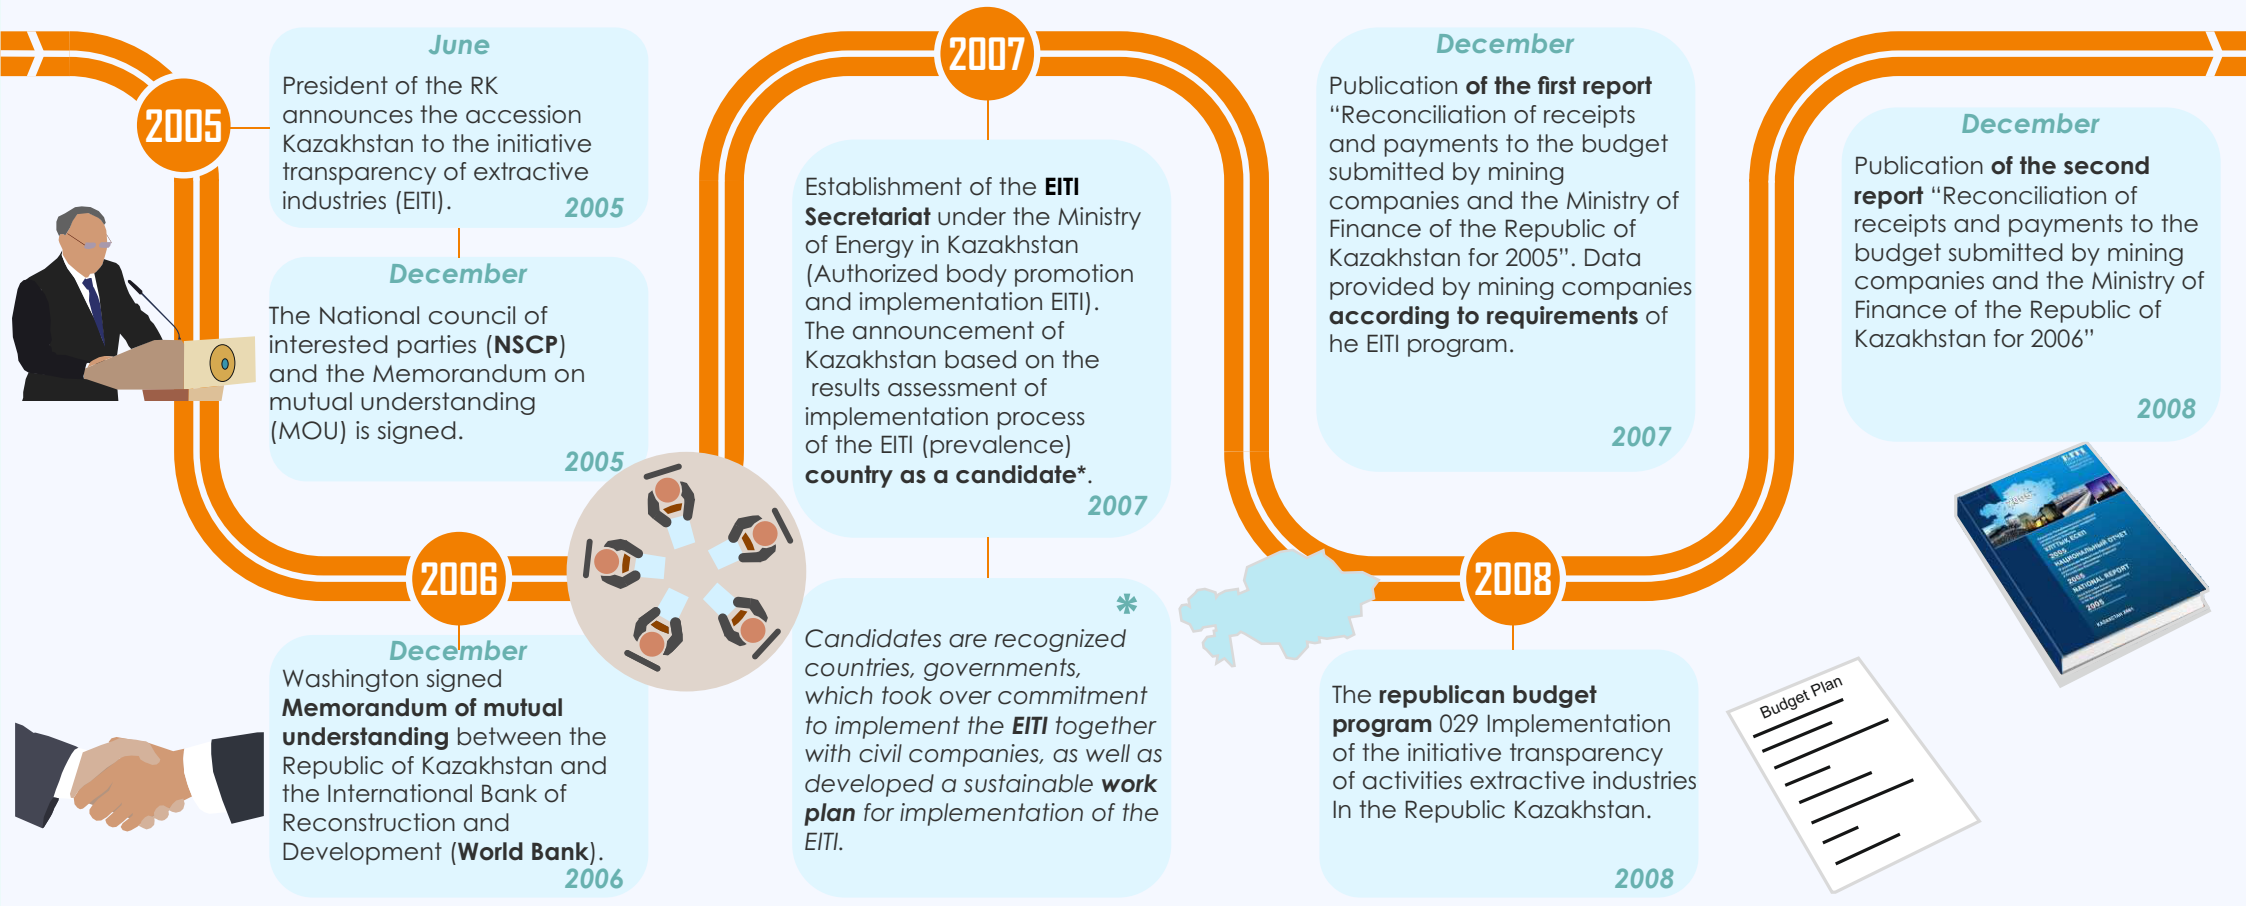 2005
June
President of the RK
announces the accession
Kazakhstan to the initiative
transparency of extractive
industries (EITI).
2005
December
The National council of
interested parties (NSCP)
and the Memorandum on
mutual understanding
(MOU) is signed.
2005
2006
December
Washington signed
Memorandum of mutual
understanding between the
Republic of Kazakhstan and
the International Bank of
Reconstruction and
Development (World Bank).
2006
2007
Establishment of the EITI
Secretariat under the Ministry
of Energy in Kazakhstan
(Authorized body promotion
and implementation EITI).
The announcement of
Kazakhstan based on the
results assessment of
implementation process
of the EITI (prevalence)
country as a candidate*.
2007
*
Candidates are recognized
countries, governments,
which took over commitment
to implement the EITI together
with civil companies, as well as
developed a sustainable work
plan for implementation of the
EITI.
December
Publication of the first report
“Reconciliation of receipts
and payments to the budget
submitted by mining
companies and the Ministry of
Finance of the Republic of
Kazakhstan for 2005”. Data
provided by mining companies
according to requirements of
he EITI program.
2007
2008
The republican budget
program 029 Implementation
of the initiative transparency
of activities extractive industries
In the Republic Kazakhstan.
2008
December
Publication of the second
report “Reconciliation of
receipts and payments to the
budget submitted by mining
companies and the Ministry of
Finance of the Republic of
Kazakhstan for 2006”
2008
EITI
ҰЛТТЫҚ ЕСЕП
2005
НАЦИОНАЛЬНЫЙ ОТЧЕТ
2005
NATIONAL REPORT
2005
Budget Plan